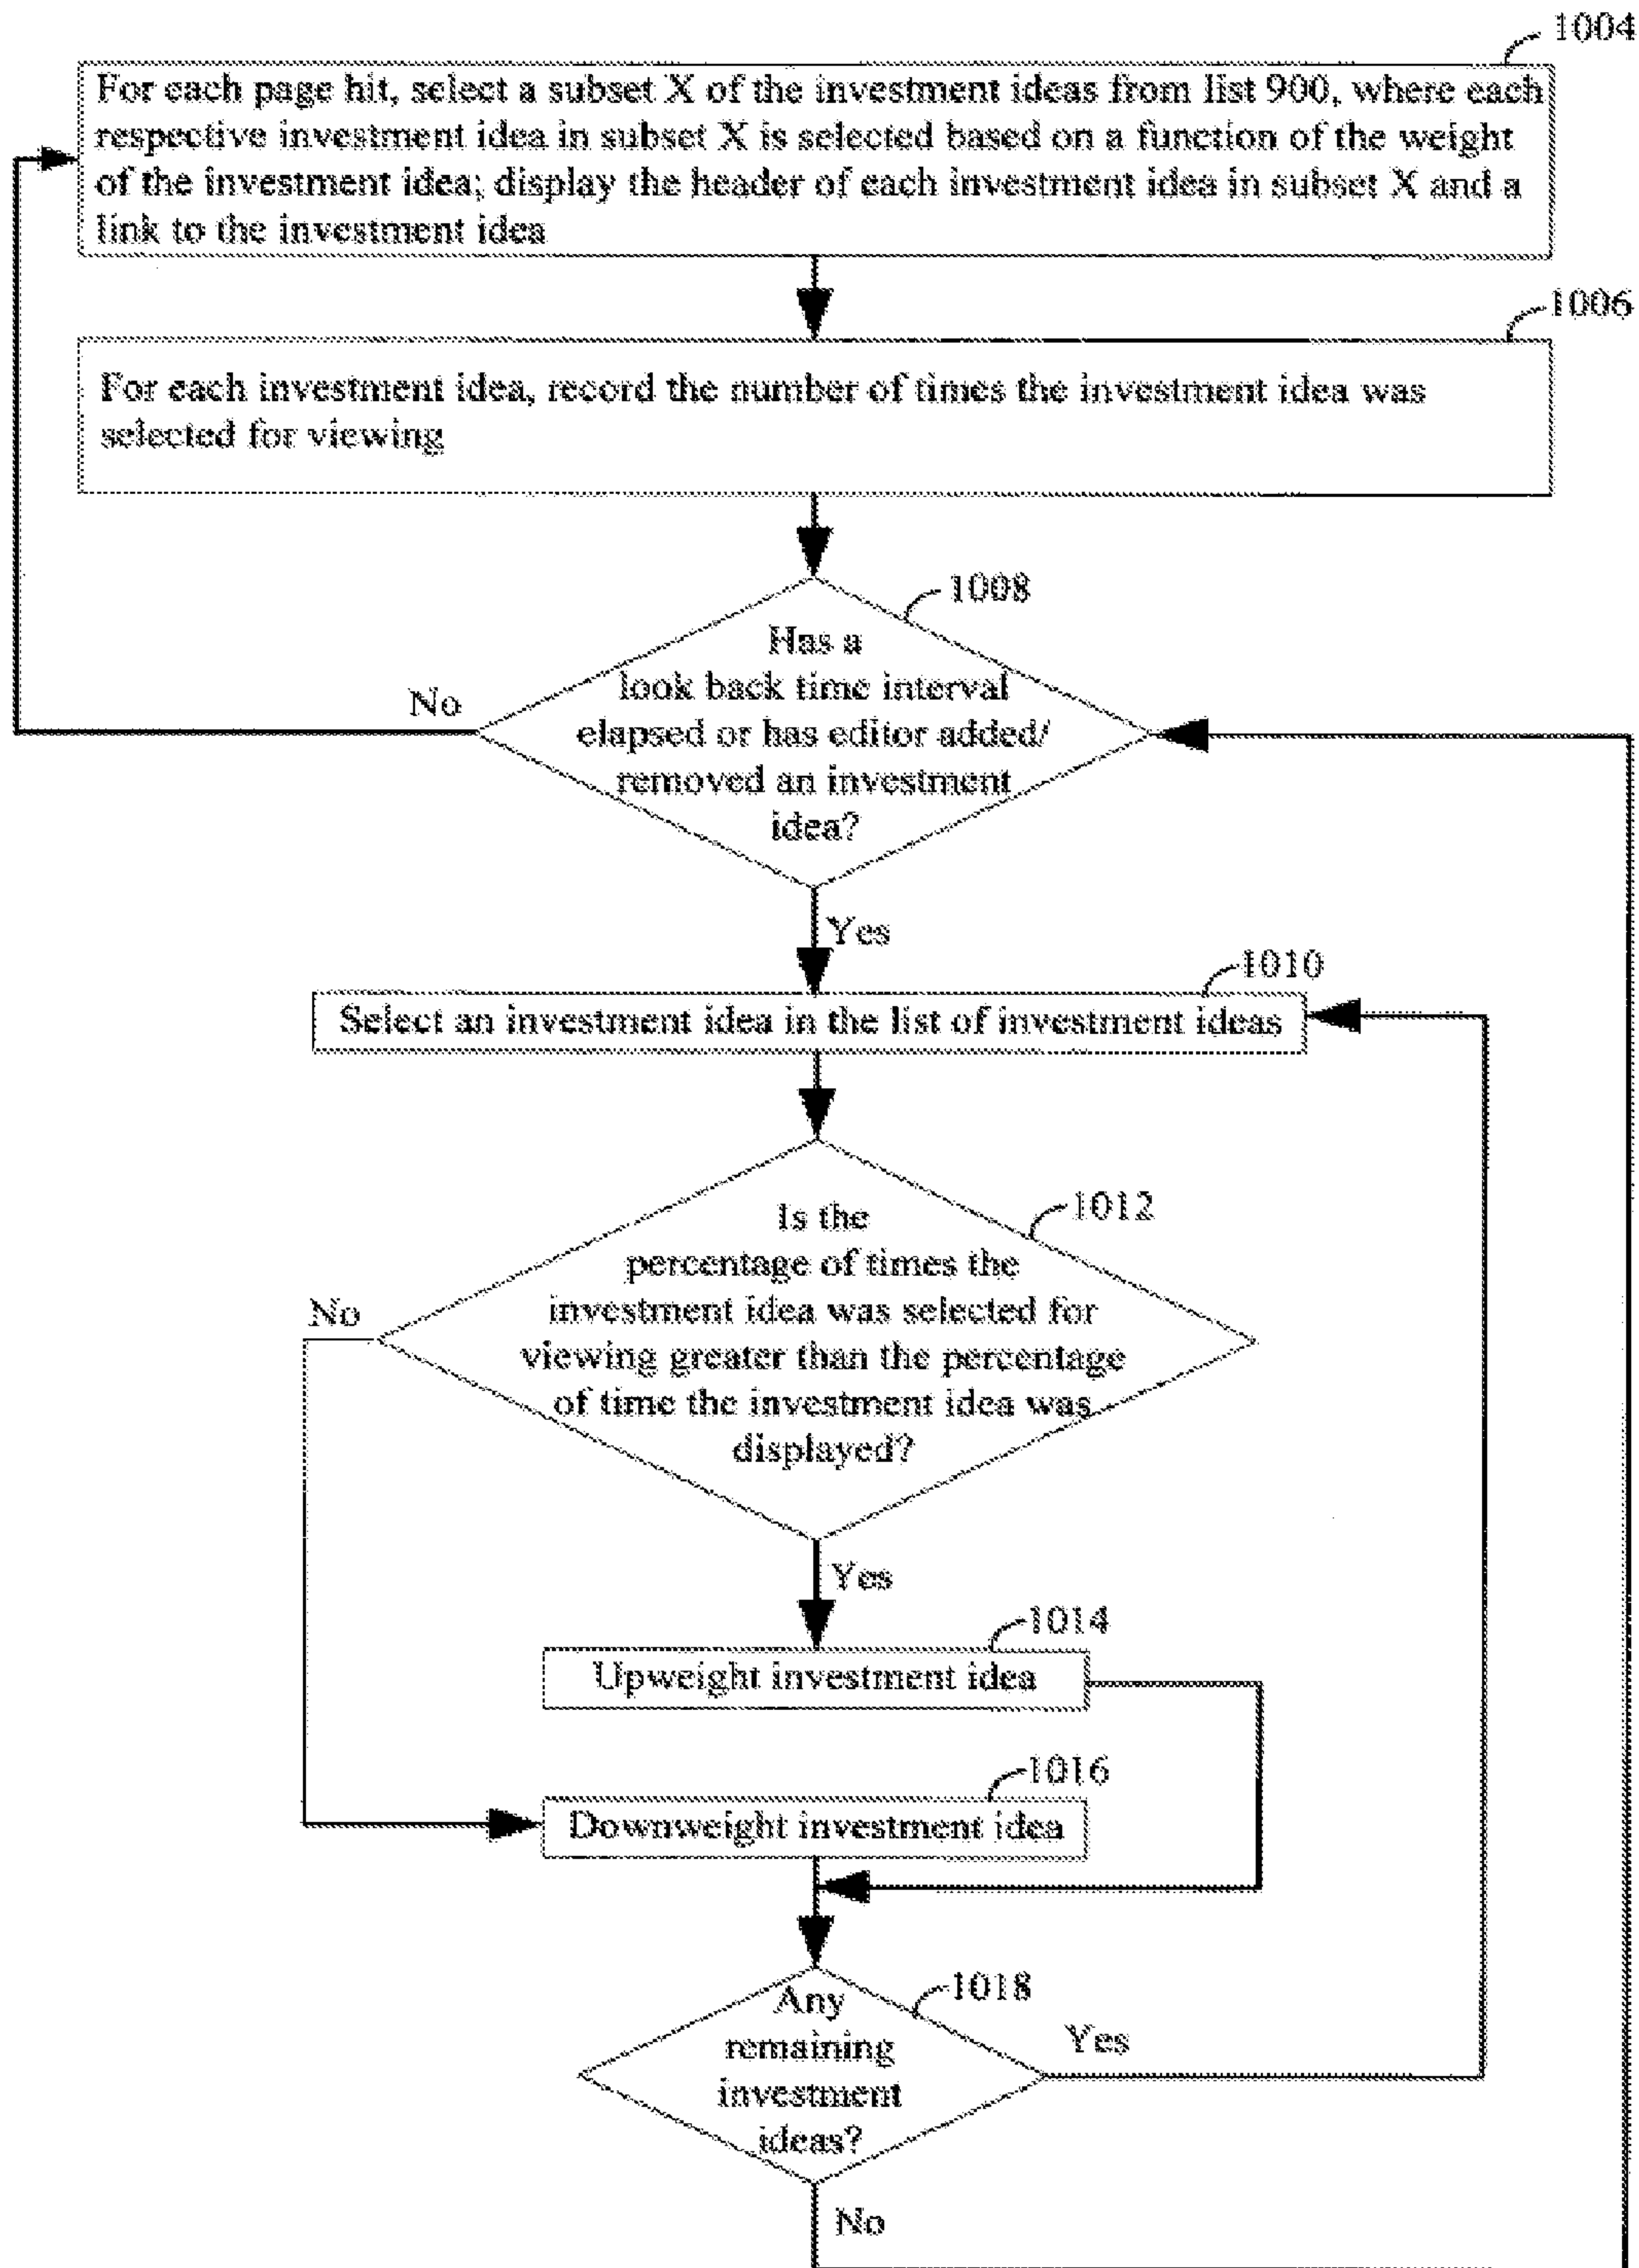 1004
For each page hit, select a subset X of the investment ideas from list 900, where each
respective investment idea in subset X is selected based on a function of the weight
of the investment idea; display the header of each investment idea in subset X and a
link to the investment idea
1006
For each investment idea, record the number of times the investment idea was
selected for viewing
1008
Has a
look back time interval
elapsed or has editor added/
removed an investment
idea?
No
Yes
1010
Select an investment idea in the list of investment ideas
1012
Is the
percentage of times the
investment idea was selected for
viewing greater than the percentage
of time the investment idea was
displayed?
No
Yes
1014
Upweight investment idea
1016
Downweight investment idea
1018
Any
remaining
investment
ideas?
Yes
No